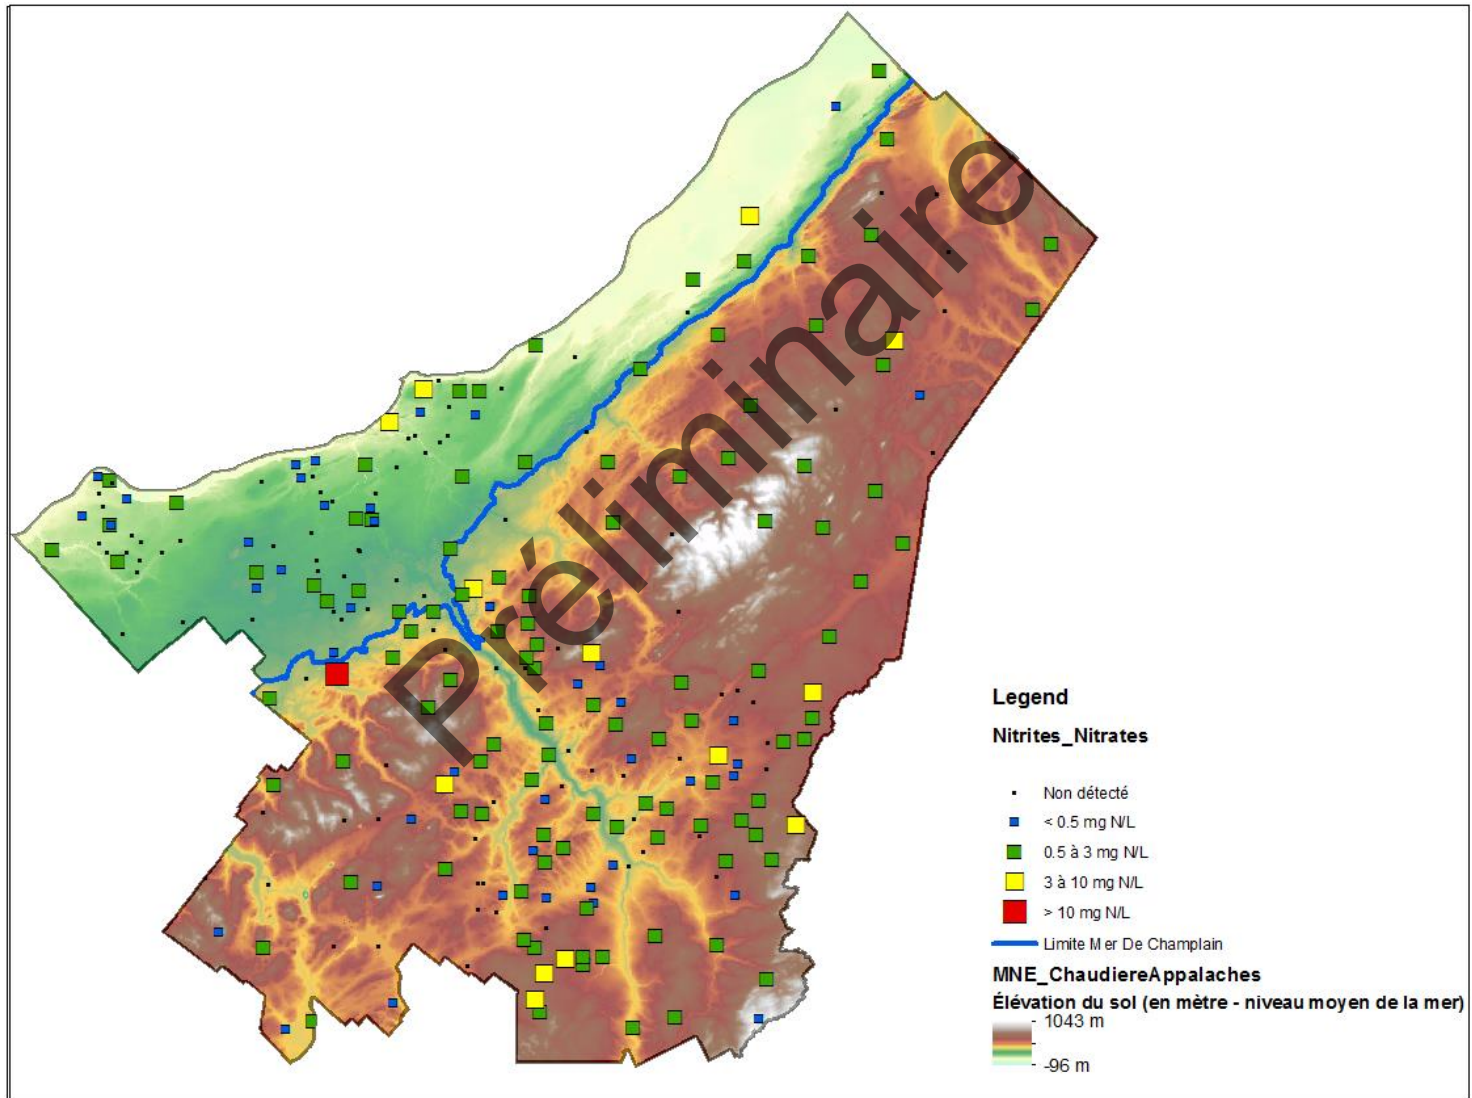 Préliminaire
Legend
Nitrites_Nitrates
Non détecté
< 0.5 mg N/L
0.5 à 3 mg N/L
3 à 10 mg N/L
> 10 mg N/L
Limite Mer De Champlain
MNE_ChaudiereAppalaches
Élévation du sol (en mètre - niveau moyen de la mer)
1043 m
-96 m